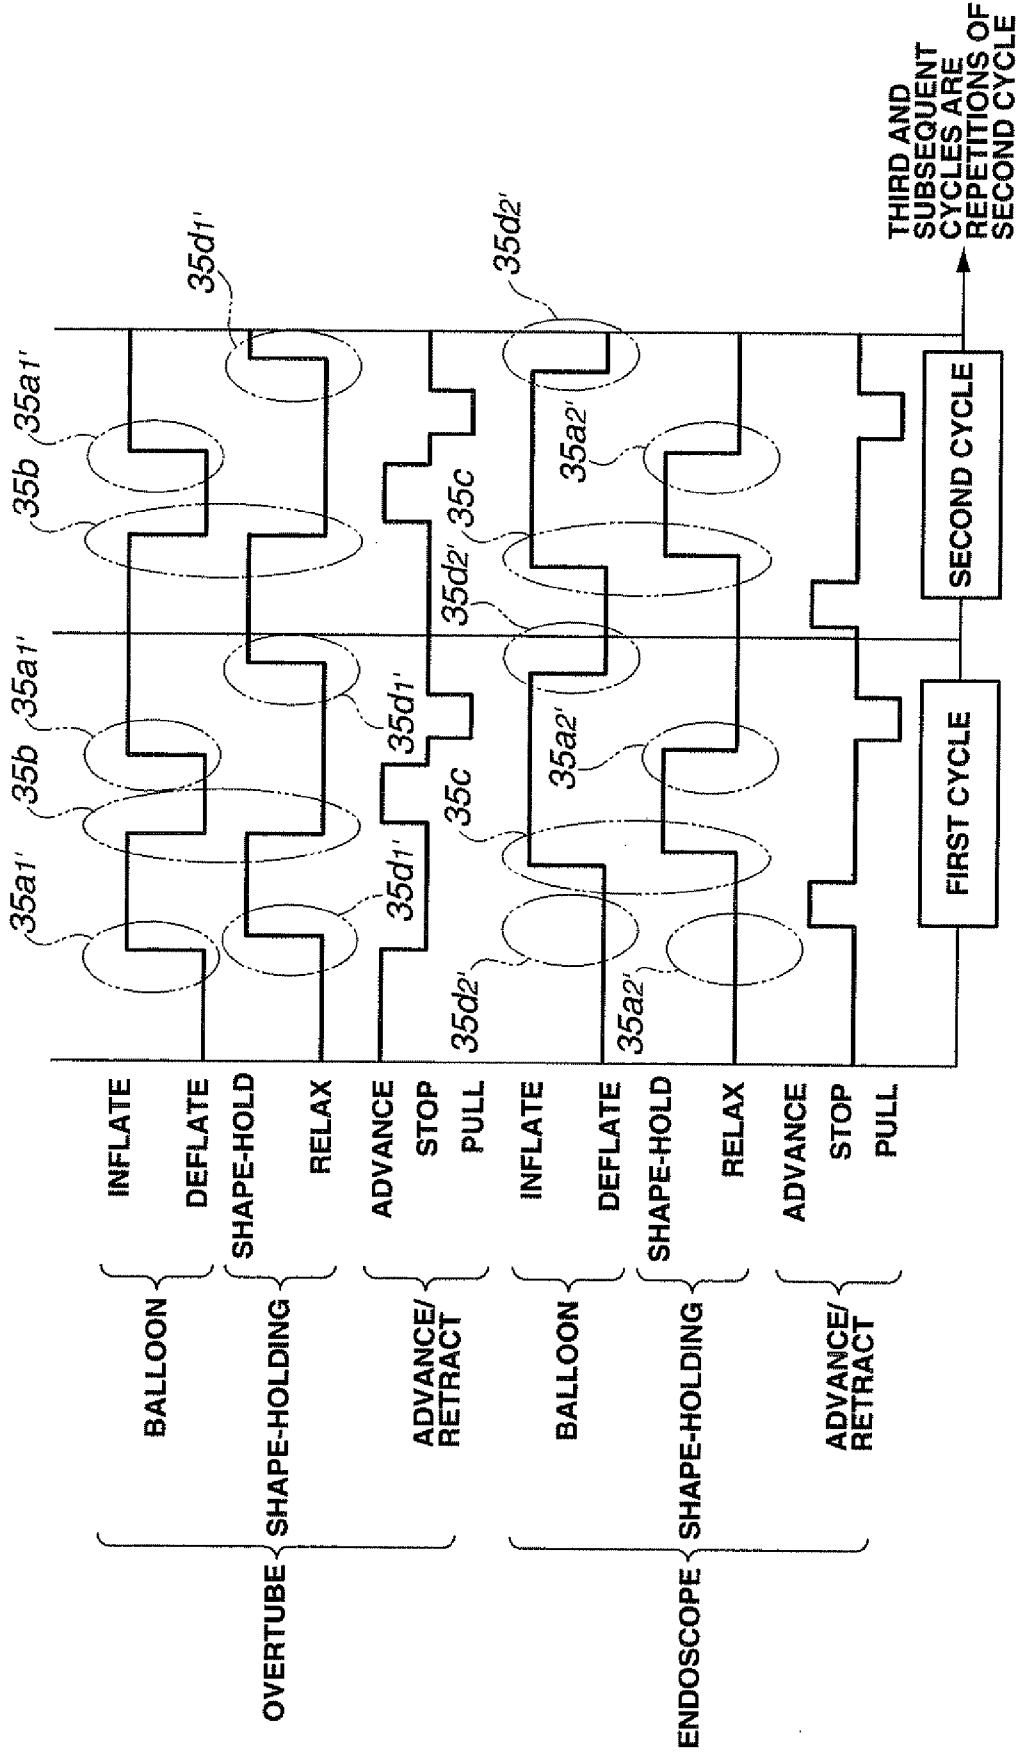 OVERTUBE
BALLOON
INFLATE
DEFLATE
SHAPE-HOLDING
SHAPE-HOLD
RELAX
ADVANCE/
RETRACT
ADVANCE
STOP
PULL
ENDOSCOPE
BALLOON
INFLATE
DEFLATE
SHAPE-HOLDING
SHAPE-HOLD
RELAX
ADVANCE/
RETRACT
ADVANCE
STOP
PULL
35a1'
35b
35a1'
35b
35a1'
35d1'
35d1'
35d1'
35d2'
35c
35d2'
35c
35d2'
35a2'
35a2'
35a2'
FIRST CYCLE
SECOND CYCLE
THIRD AND
SUBSEQUENT
CYCLES ARE
REPETITIONS OF
SECOND CYCLE